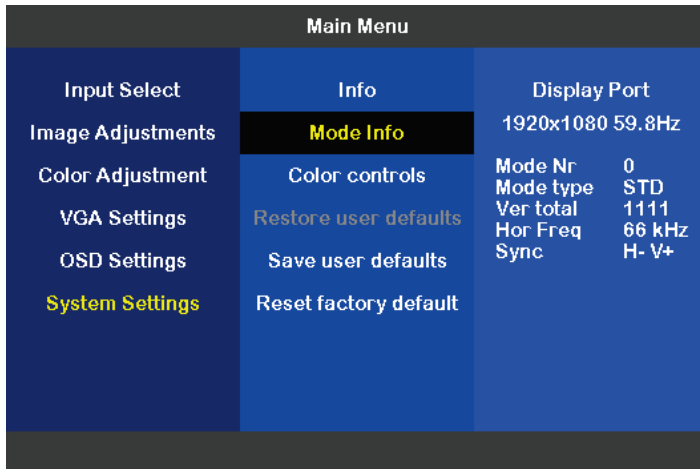 Main Menu
Input Select
Image Adjustments
Color Adjustment
VGA Settings
OSD Settings
System Settings
Info
Mode Info
Color controls
Restore user defaults
Save user defaults
Reset factory default
Display Port
1920x1080 59.8Hz
Mode Nr 0
Mode type STD
Ver total 1111
Hor Freq 66 kHz
Sync H- V+